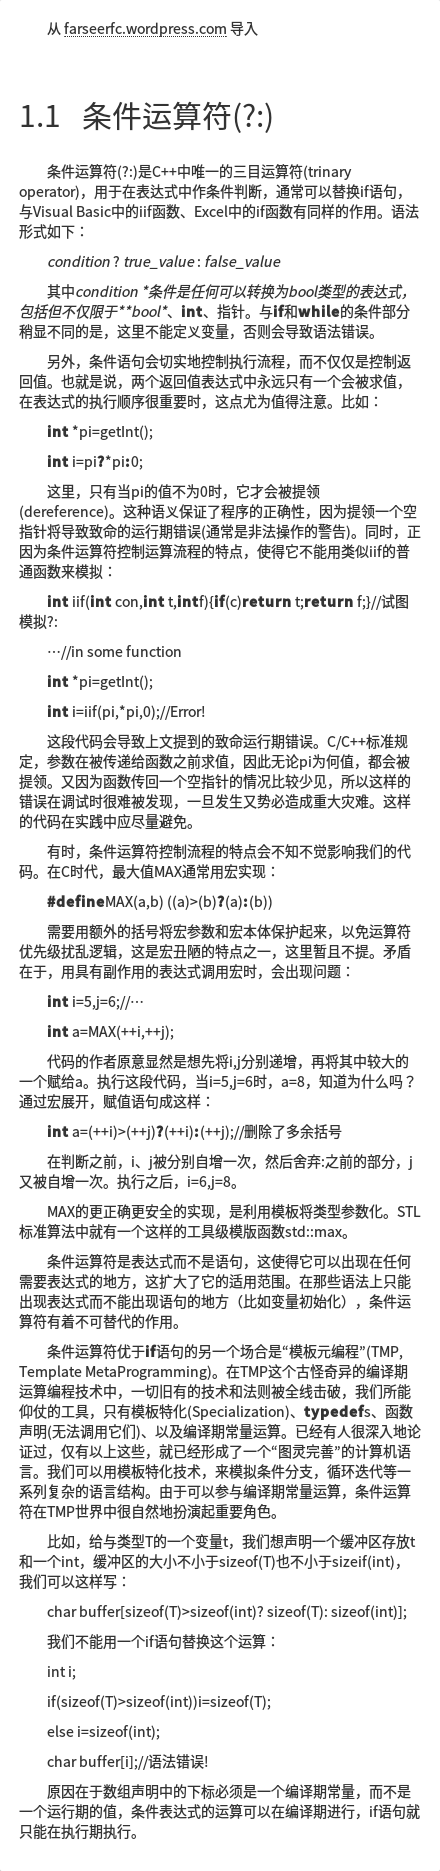 从 farseerfc.wordpress.com 导入
1.1 条件运算符(?:)
条件运算符(?:)是C++中唯一的三目运算符(trinary
operator)，用于在表达式中作条件判断，通常可以替换if语句，
与Visual Basic中的iif函数、Excel中的if函数有同样的作用。语法
形式如下：
condition ? true_value : false_value
其中condition *条件是任何可以转换为bool类型的表达式，
包括但不仅限于**bool*、int、指针。与if和while的条件部分
稍显不同的是，这里不能定义变量，否则会导致语法错误。
另外，条件语句会切实地控制执行流程，而不仅仅是控制返
回值。也就是说，两个返回值表达式中永远只有一个会被求值，
在表达式的执行顺序很重要时，这点尤为值得注意。比如：
int *pi=getInt();
int i=pi?*pi:0;
这里，只有当pi的值不为0时，它才会被提领
(dereference)。这种语义保证了程序的正确性，因为提领一个空
指针将导致致命的运行期错误(通常是非法操作的警告)。同时，正
因为条件运算符控制运算流程的特点，使得它不能用类似iif的普
通函数来模拟：
int iif(int con,int t,intf){if(c)return t;return f;}//试图
模拟?:
…//in some function
int *pi=getInt();
int i=iif(pi,*pi,0);//Error!
这段代码会导致上文提到的致命运行期错误。C/C++标准规
定，参数在被传递给函数之前求值，因此无论pi为何值，都会被
提领。又因为函数传回一个空指针的情况比较少见，所以这样的
错误在调试时很难被发现，一旦发生又势必造成重大灾难。这样
的代码在实践中应尽量避免。
有时，条件运算符控制流程的特点会不知不觉影响我们的代
码。在C时代，最大值MAX通常用宏实现：
#defineMAX(a,b) ((a)>(b)?(a):(b))
需要用额外的括号将宏参数和宏本体保护起来，以免运算符
优先级扰乱逻辑，这是宏丑陋的特点之一，这里暂且不提。矛盾
在于，用具有副作用的表达式调用宏时，会出现问题：
int i=5,j=6;//…
int a=MAX(++i,++j);
代码的作者原意显然是想先将i,j分别递增，再将其中较大的
一个赋给a。执行这段代码，当i=5,j=6时，a=8，知道为什么吗？
通过宏展开，赋值语句成这样：
int a=(++i)>(++j)?(++i):(++j);//删除了多余括号
在判断之前，i、j被分别自增一次，然后舍弃:之前的部分，j
又被自增一次。执行之后，i=6,j=8。
MAX的更正确更安全的实现，是利用模板将类型参数化。STL
标准算法中就有一个这样的工具级模版函数std::max。
条件运算符是表达式而不是语句，这使得它可以出现在任何
需要表达式的地方，这扩大了它的适用范围。在那些语法上只能
出现表达式而不能出现语句的地方（比如变量初始化），条件运
算符有着不可替代的作用。
条件运算符优于if语句的另一个场合是“模板元编程”(TMP,
Template MetaProgramming)。在TMP这个古怪奇异的编译期
运算编程技术中，一切旧有的技术和法则被全线击破，我们所能
仰仗的工具，只有模板特化(Specialization)、typedefs、函数
声明(无法调用它们)、以及编译期常量运算。已经有人很深入地论
证过，仅有以上这些，就已经形成了一个“图灵完善”的计算机语
言。我们可以用模板特化技术，来模拟条件分支，循环迭代等一
系列复杂的语言结构。由于可以参与编译期常量运算，条件运算
符在TMP世界中很自然地扮演起重要角色。
比如，给与类型T的一个变量t，我们想声明一个缓冲区存放t
和一个int，缓冲区的大小不小于sizeof(T)也不小于sizeif(int)，
我们可以这样写：
char buffer[sizeof(T)>sizeof(int)? sizeof(T): sizeof(int)];
我们不能用一个if语句替换这个运算：
int i;
if(sizeof(T)>sizeof(int))i=sizeof(T);
else i=sizeof(int);
char buffer[i];//语法错误!
原因在于数组声明中的下标必须是一个编译期常量，而不是
一个运行期的值，条件表达式的运算可以在编译期进行，if语句就
只能在执行期执行。